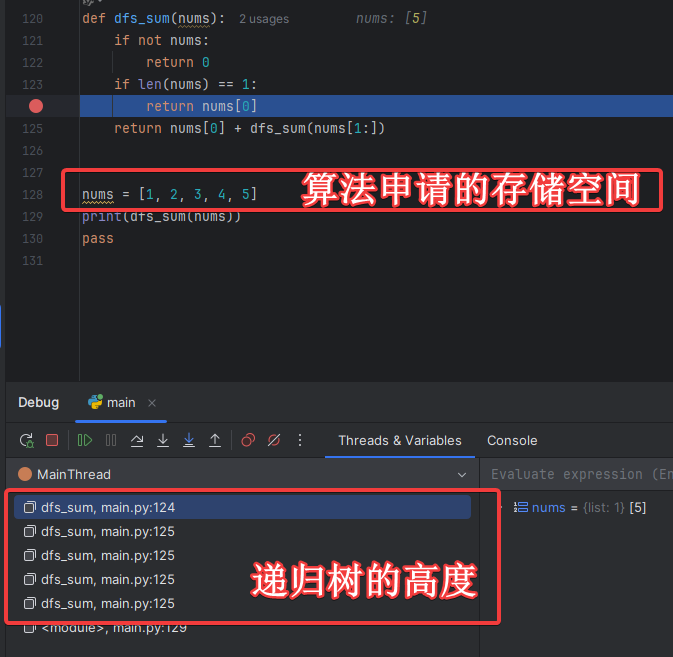 120 def dfs_sum(nums): 2 usages nums: [5]
121 if not nums:
122 return 0
123 if len(nums) == 1:
return nums[0]
125 return nums[0] + dfs_sum(nums[1:])
126
127
128 nums = [1, 2, 3, 4, 5] 算法申请的存储空间
129 print(dfs_sum(nums))
130 pass
131
Debug main
Threads & Variables Console
MainThread
Evaluate expression (En
dfs_sum, main.py:124
nums = {list: 1} [5]
dfs_sum, main.py:125
dfs_sum, main.py:125
dfs_sum, main.py:125
dfs_sum, main.py:125
递归树的高度
<module>, main.py:129